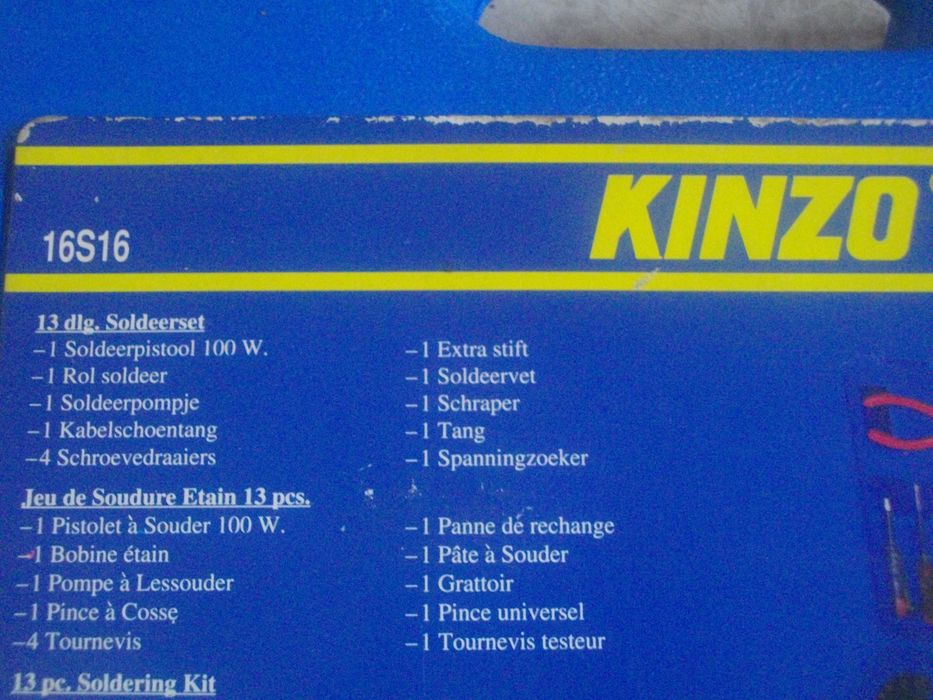 KINZO
16S16
13 dlg. Soldeerset
–1 Soldeerpistool 100 W.
–1 Rol soldeer
–1 Soldeerpompje
–1 Kabelschoentang
–4 Schroevedraaiers
–1 Extra stift
–1 Soldeervet
–1 Schraper
–1 Tang
–1 Spanningzoeker
Jeu de Soudure Etain 13 pcs.
–1 Pistolet à Souder 100 W.
–1 Bobine étain
–1 Pompe à Lessouder
–1 Pince à Cosse
–4 Tournevis
–1 Panne de rechange
–1 Pâte à Souder
–1 Grattoir
–1 Pince universel
–1 Tournevis testeur
13 pc. Soldering Kit